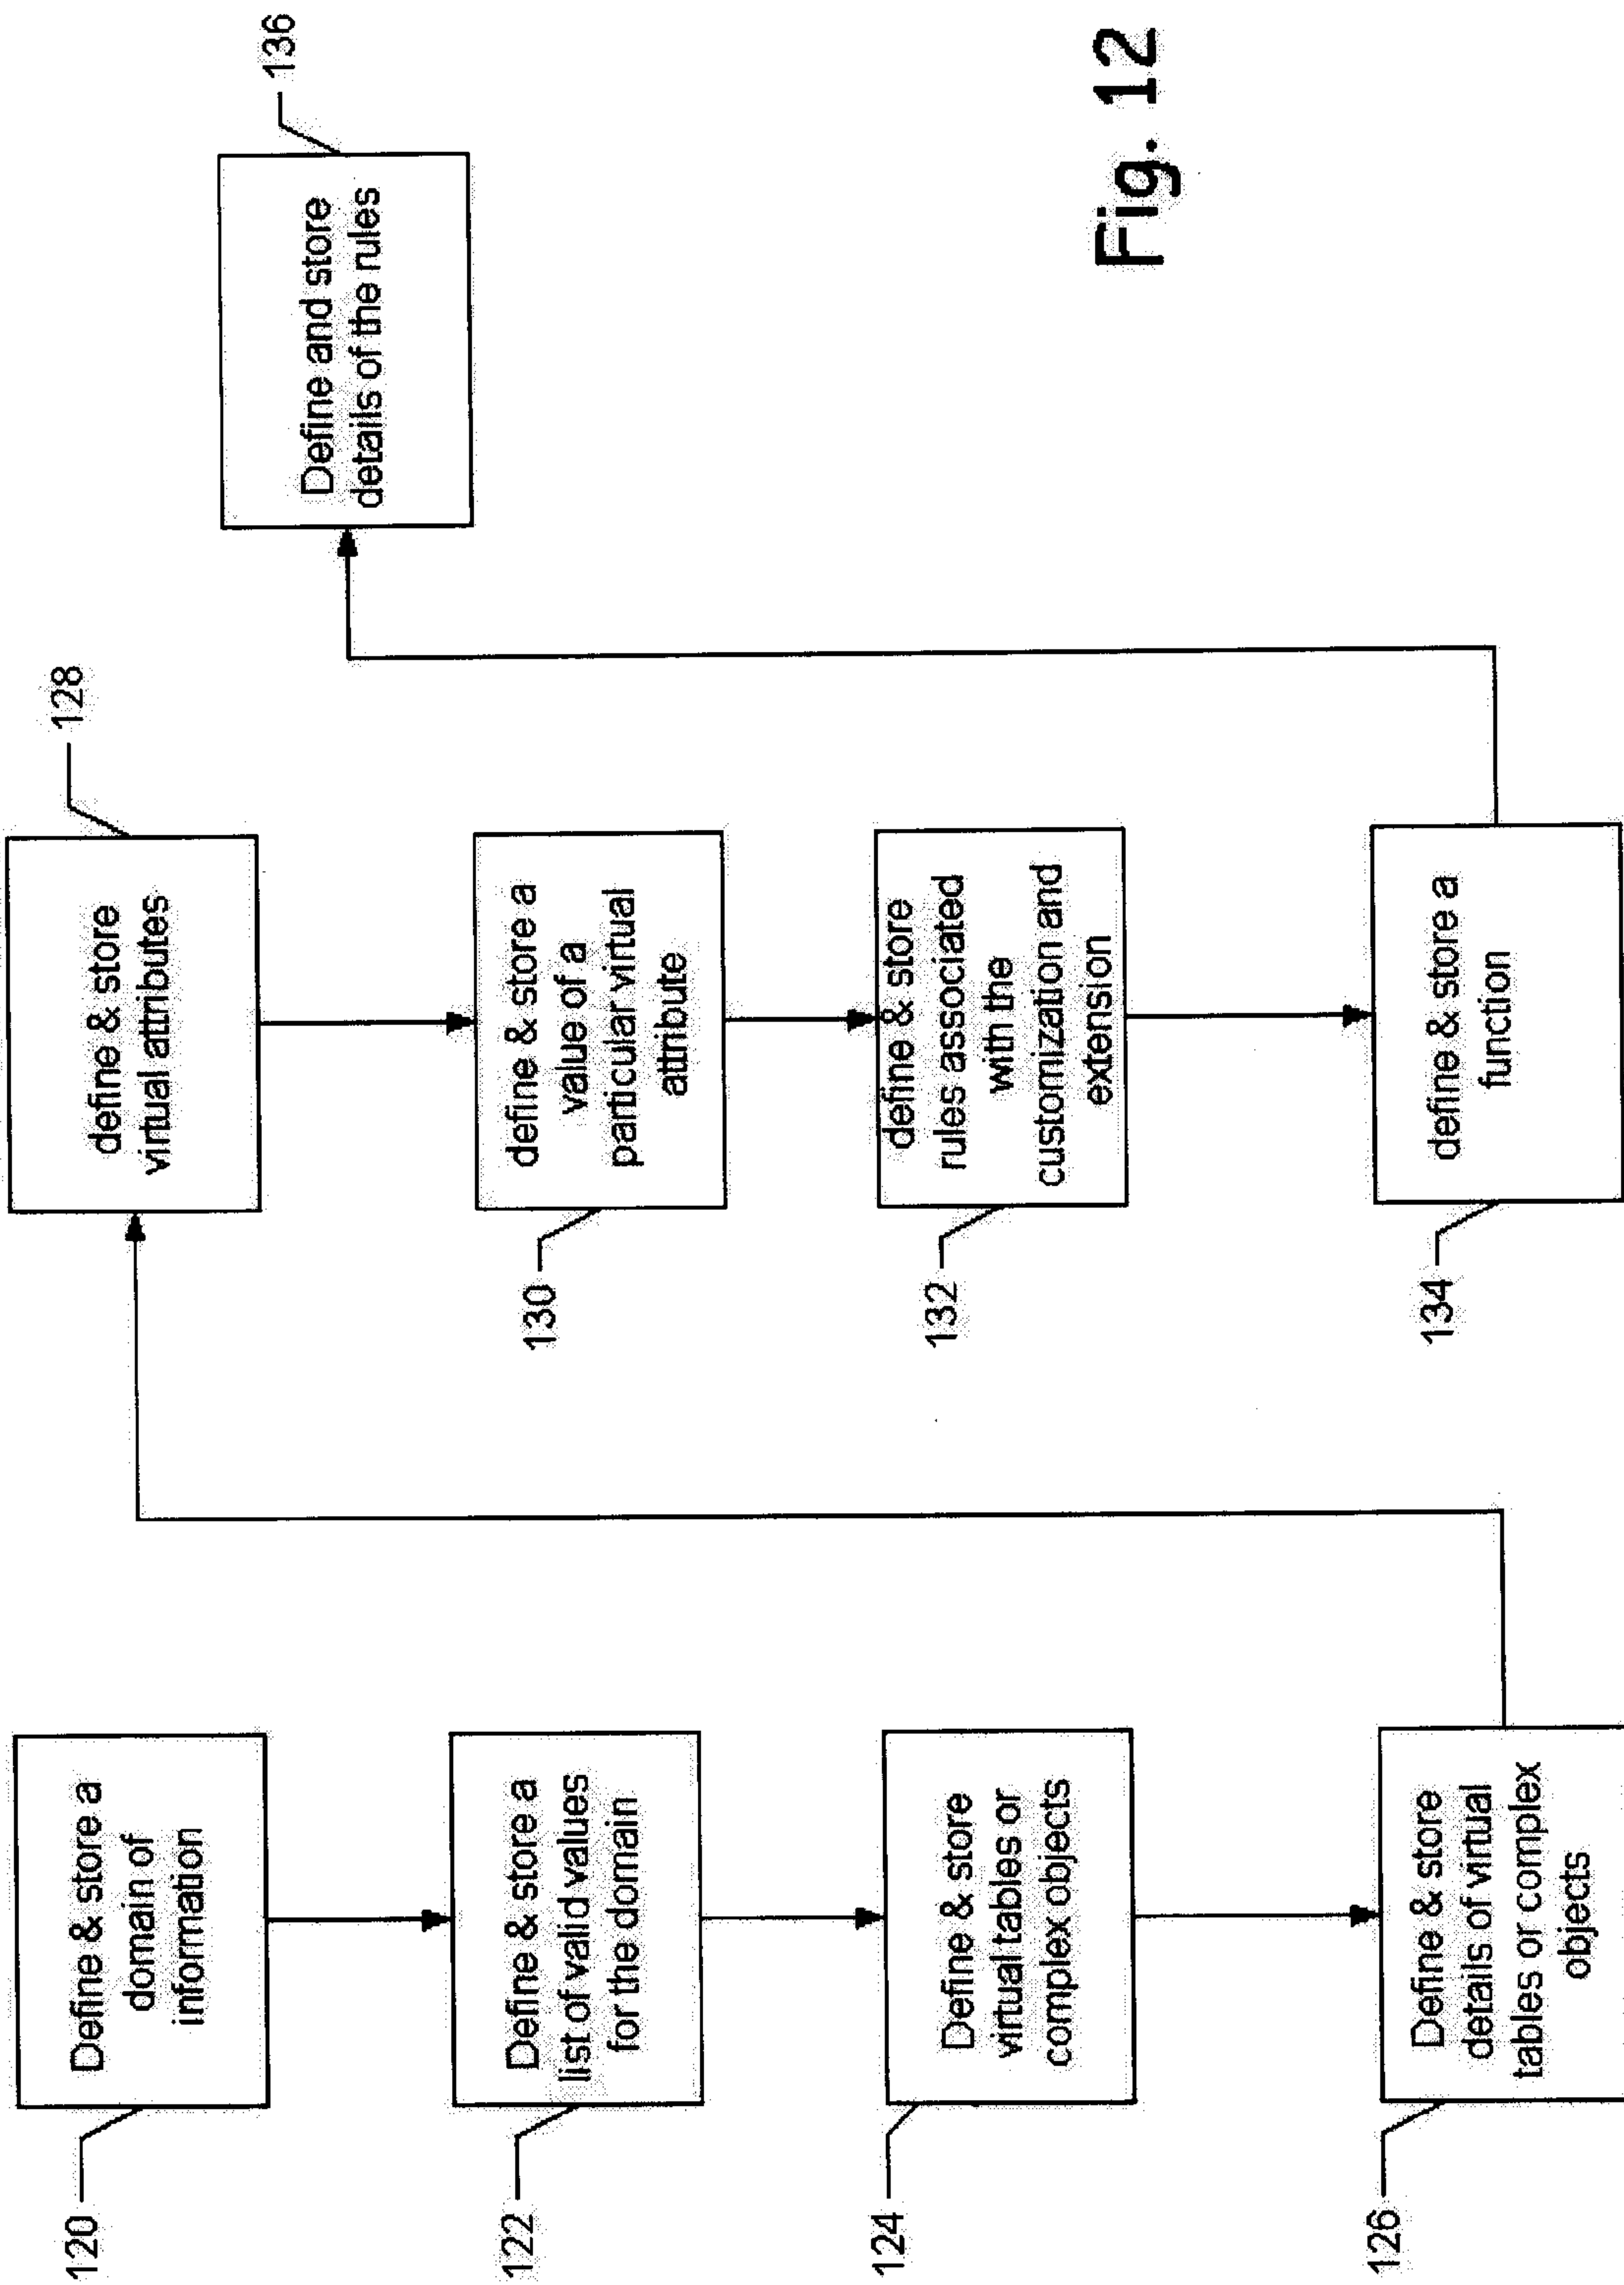 120
Define & store a
domain of
information
122
Define & store a
list of valid values
for the domain
124
Define & store
virtual tables or
complex objects
126
Define & store
details of virtual
tables or complex
objects
128
define & store
virtual attributes
130
define & store a
value of a
particular virtual
attribute
132
define & store
rules associated
with the
customization and
extension
134
define & store a
function
136
Define and store
details of the rules
Fig. 12